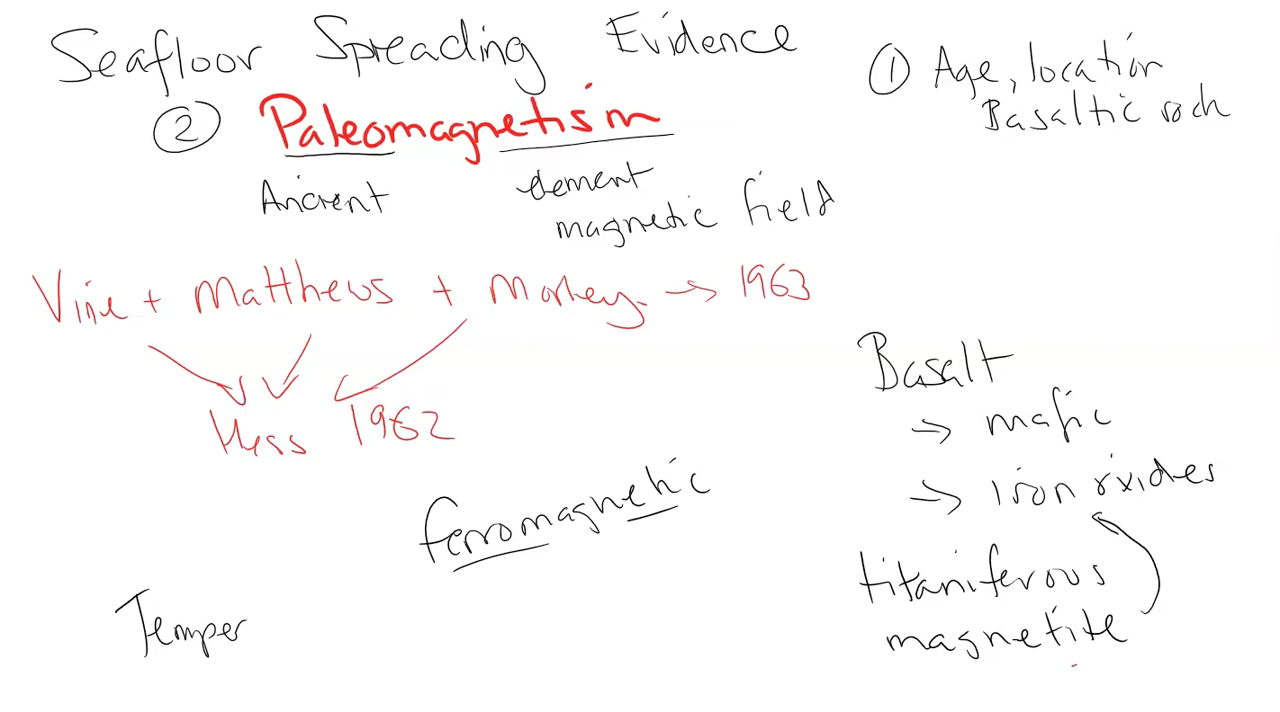 Seafloor Spreading Evidence
① Age, location
Basaltic rock
② Paleomagnetism
Ancient
element
magnetic field
Vine + Matthews + Morley → 1963
Hess 1962
Basalt
→ mafic
→ Iron oxides
titaniferous
magnetite
ferromagnetic
Temper